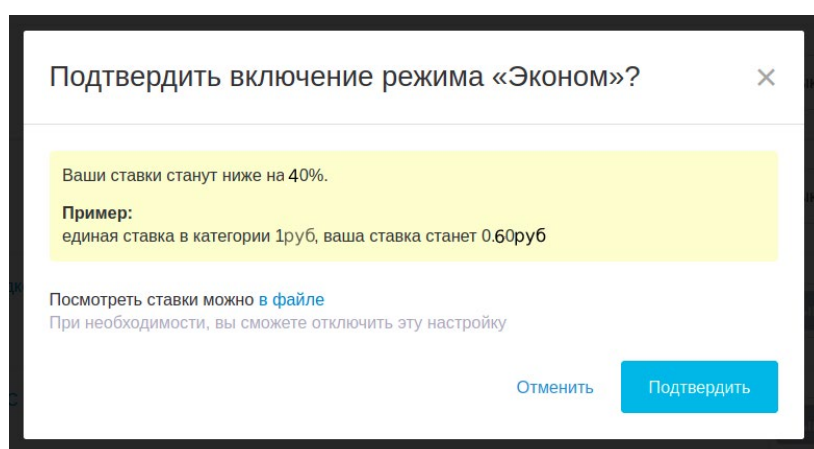 Подтвердить включение режима «Эконом»? ×
Ваши ставки станут ниже на 40%.
Пример:
единая ставка в категории 1руб, ваша ставка станет 0.60руб
Посмотреть ставки можно в файле
При необходимости, вы сможете отключить эту настройку
Отменить Подтвердить